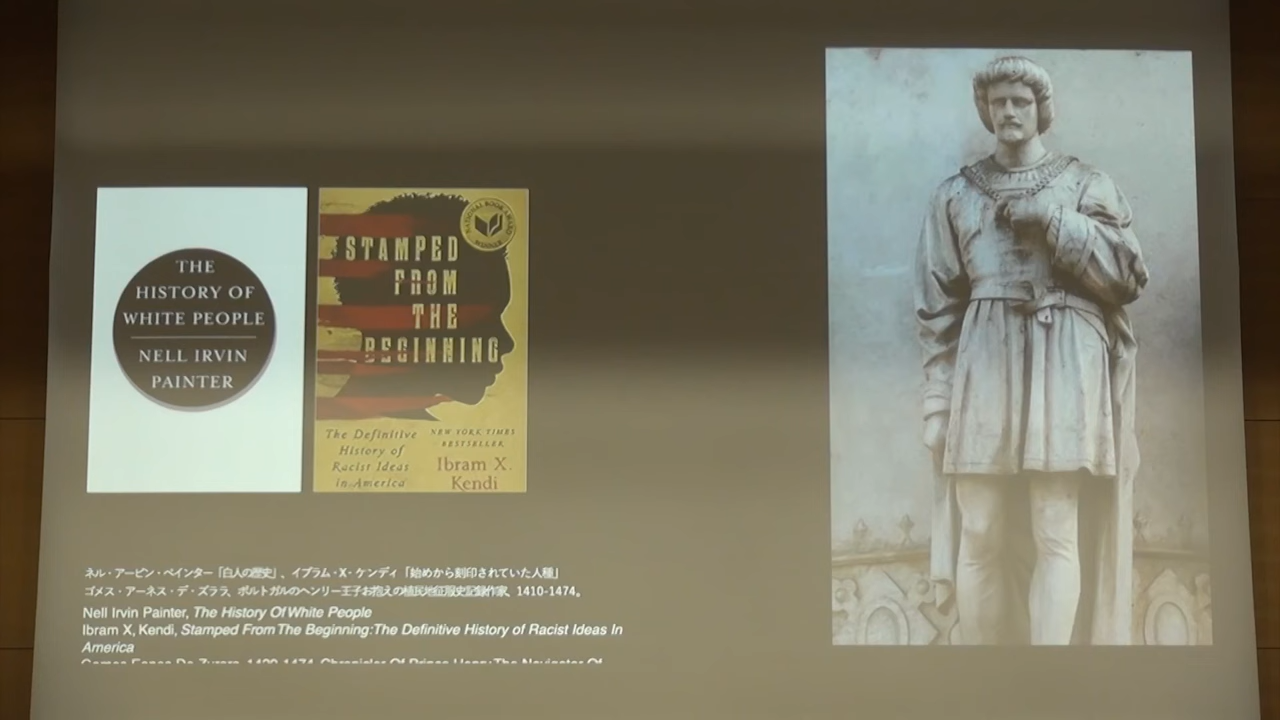 THE
HISTORY OF
WHITE PEOPLE
NELL IRVIN
PAINTER
NATIONAL BOOK AWARD
WINNER
STAMPED
FROM
THE
BEGINNING
The Definitive
History of
Racist Ideas
in America
NEW YORK TIMES
BESTSELLER
Ibram X.
Kendi
ネル・アービン・ペインター「白人の歴史」、イブラム・X・ケンディ「始めから刻印されていた人種」
ゴメス・アーネス・デ・ズララ、ポルトガルのヘンリー王子お抱えの植民地征服史記録作家、1410-1474。
Nell Irvin Painter, The History Of White People
Ibram X, Kendi, Stamped From The Beginning:The Definitive History of Racist Ideas In
America